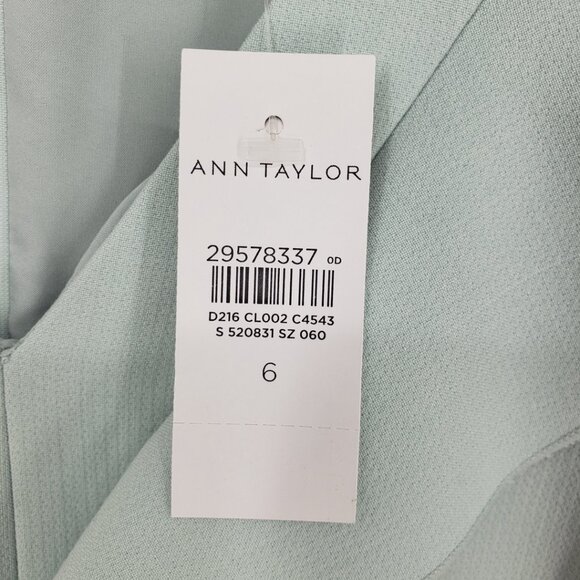 ANN TAYLOR
29578337 0D
D216 CL002 C4543
S 520831 SZ 060
6